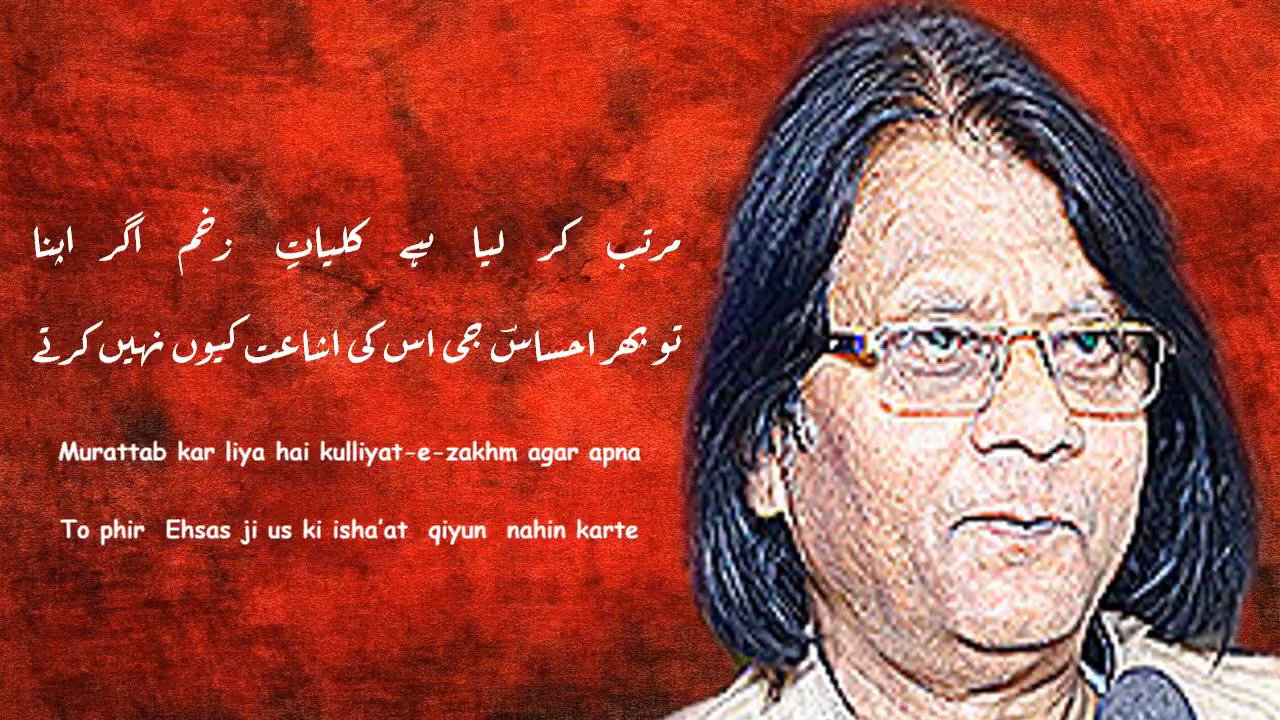 مرتب کر لیا ہے کلیاتِ زخم اگر اپنا
تو پھر احساسؔ جی اس کی اشاعت کیوں نہیں کرتے
Murattab kar liya hai kulliyat-e-zakhm agar apna
To phir Ehsas ji us ki isha’at qiyun nahin karte